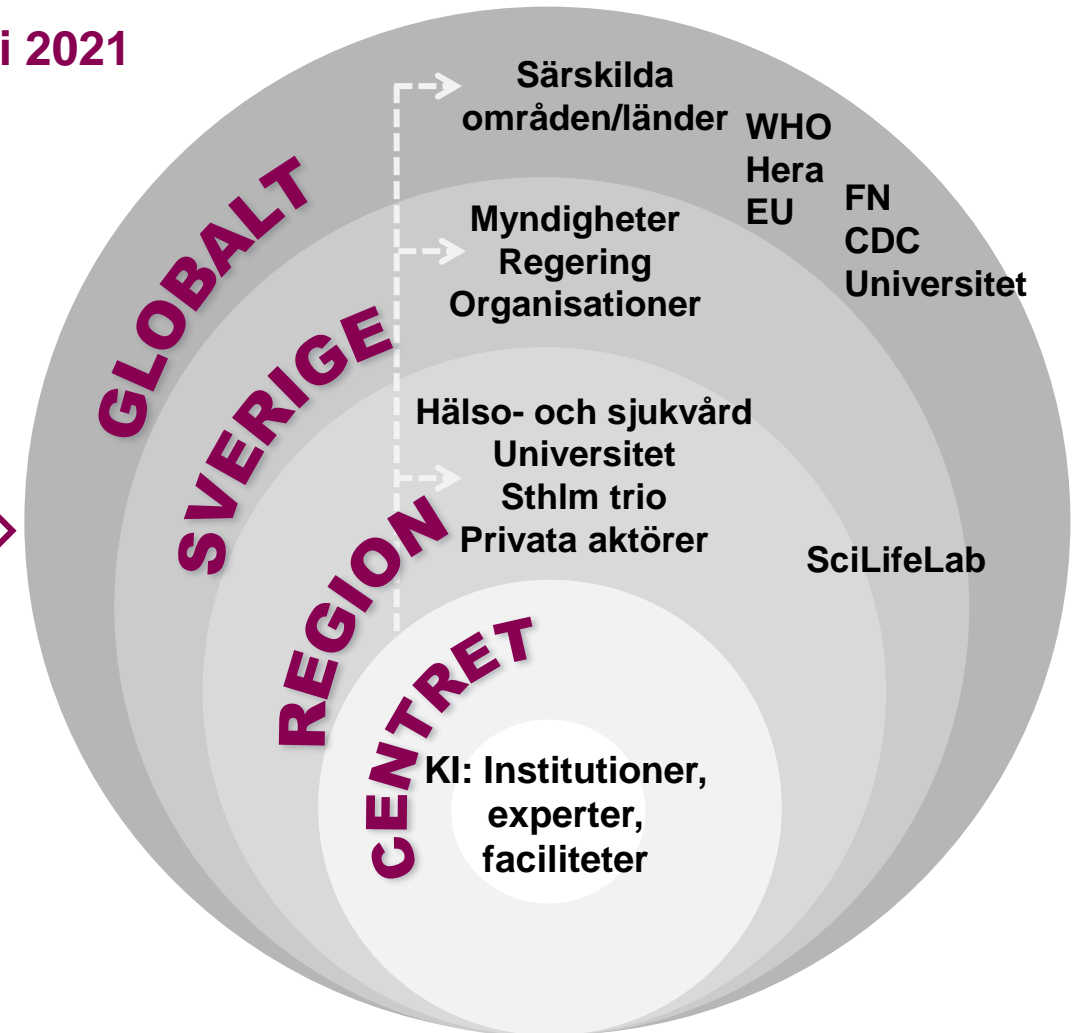 i 2021
Särskilda
områden/länder
WHO
Hera
EU
FN
CDC
Universitet
GLOBALT
Myndigheter
Regering
Organisationer
SVERIGE
Hälso- och sjukvård
Universitet
Sthlm trio
Privata aktörer
SciLifeLab
REGION
CENTRET
KI: Institutioner,
experter,
faciliteter